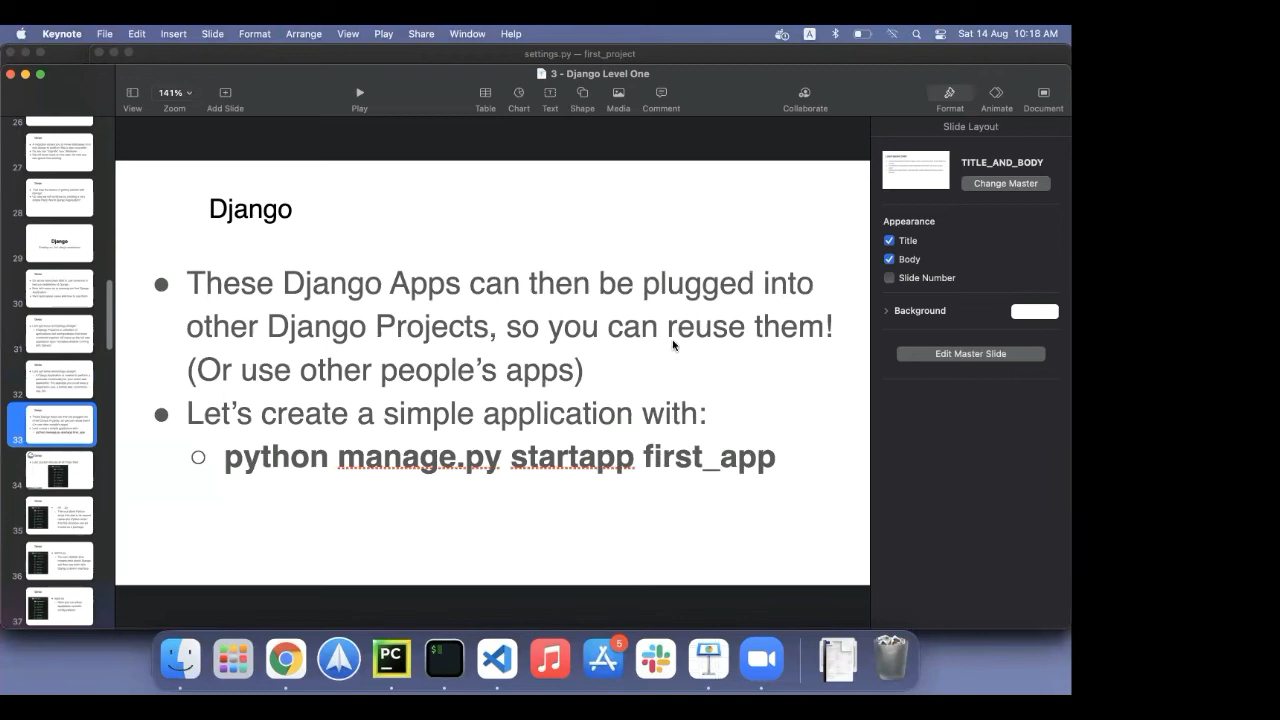 Keynote File Edit Insert Slide Format Arrange View Play Share Window Help A Sat 14 Aug 10:18 AM
settings.py — first_project
3 - Django Level One
141%
View Zoom Add Slide Play Table Chart Text Shape Media Comment Collaborate Format Animate Document
Slide Layout
TITLE_AND_BODY
Change Master
Appearance
Title
Body
Slide Number
Background
Edit Master Slide
26
27
28
Django
29
30
31
32
33
34
35
36
37
Django
● These Django Apps can then be plugged into
other Django Projects, so you can reuse them!
(Or use other people's apps)
● Let's create a simple application with:
○ python manage.py startapp first_app
PC
$
5